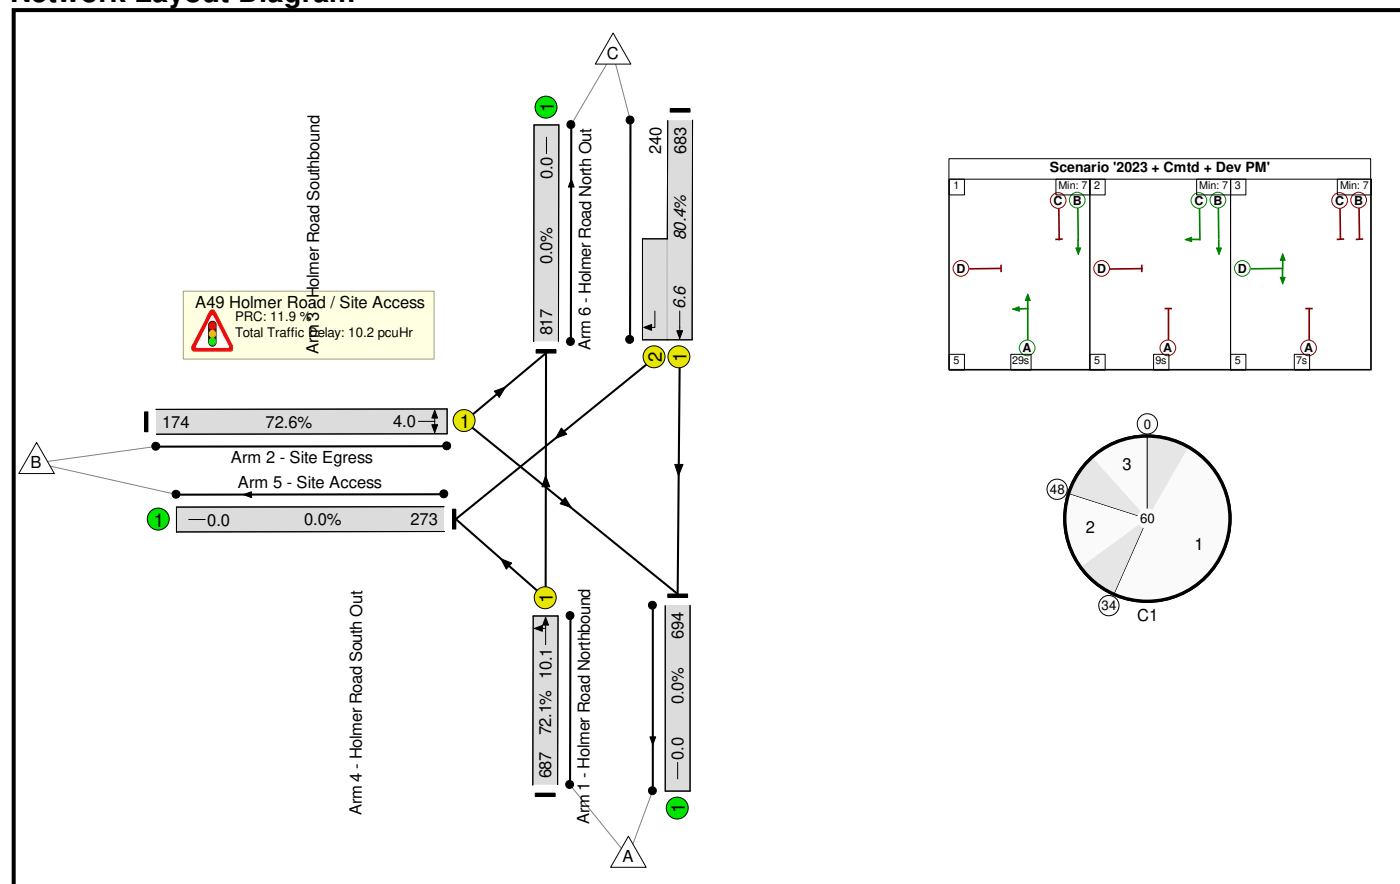 Network Layout Diagram
C
1
Arm 3 - Holmer Road Southbound
817 0.0% 0.0
Arm 6 - Holmer Road North Out
240
683 80.4% 6.6
2
1
A49 Holmer Road / Site Access
PRC: 11.9 %
Total Traffic Delay: 10.2 pcuHr
174 72.6% 4.0
1
Arm 2 - Site Egress
B
Arm 5 - Site Access
1
0.0 0.0% 273
1
Arm 4 - Holmer Road South Out
687 72.1% 10.1
Arm 1 - Holmer Road Northbound
0.0 0.0% 694
1
A
Scenario '2023 + Cmtd + Dev PM'
1 Min: 7 2 Min: 7 3 Min: 7
C B C B C B
D D D
A A A
5 29s 5 9s 5 7s
0
3
48
60
2
1
34
C1